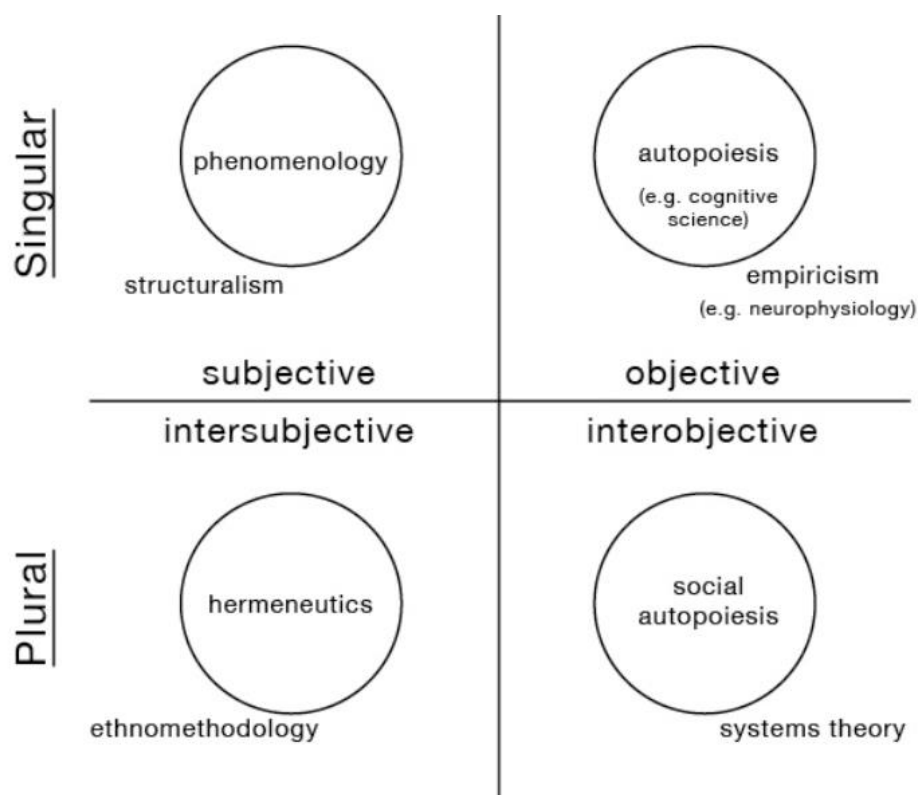 Singular
phenomenology
structuralism
subjective
autopoiesis
(e.g. cognitive
science)
empiricism
(e.g. neurophysiology)
objective
Plural
intersubjective
hermeneutics
ethnomethodology
interobjective
social
autopoiesis
systems theory